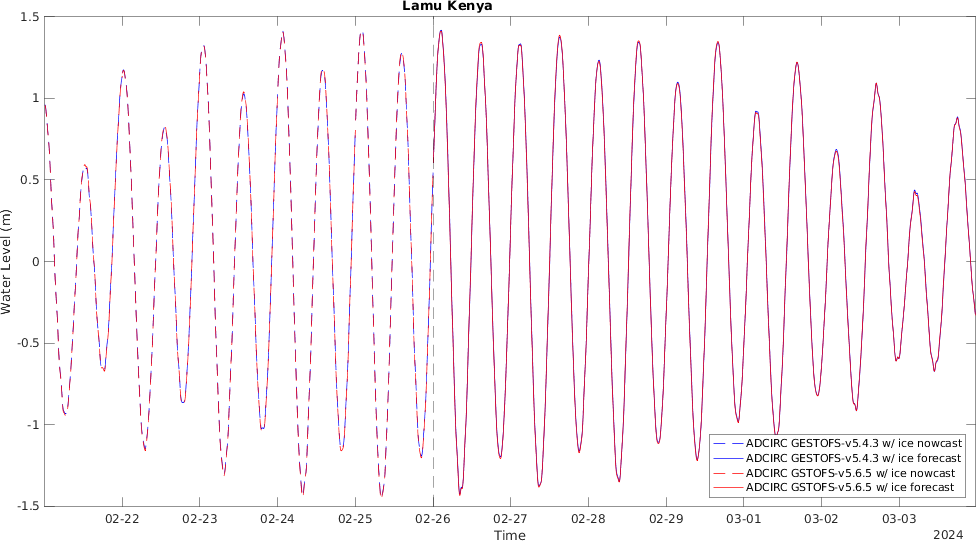 Lamu Kenya
1.5
1
0.5
0
-0.5
-1
-1.5
Water Level (m)
ADCIRC GESTOFS-v5.4.3 w/ ice nowcast
ADCIRC GESTOFS-v5.4.3 w/ ice forecast
ADCIRC GSTOFS-v5.6.5 w/ ice nowcast
ADCIRC GSTOFS-v5.6.5 w/ ice forecast
02-22 02-23 02-24 02-25 02-26 02-27 02-28 02-29 03-01 03-02 03-03
Time
2024